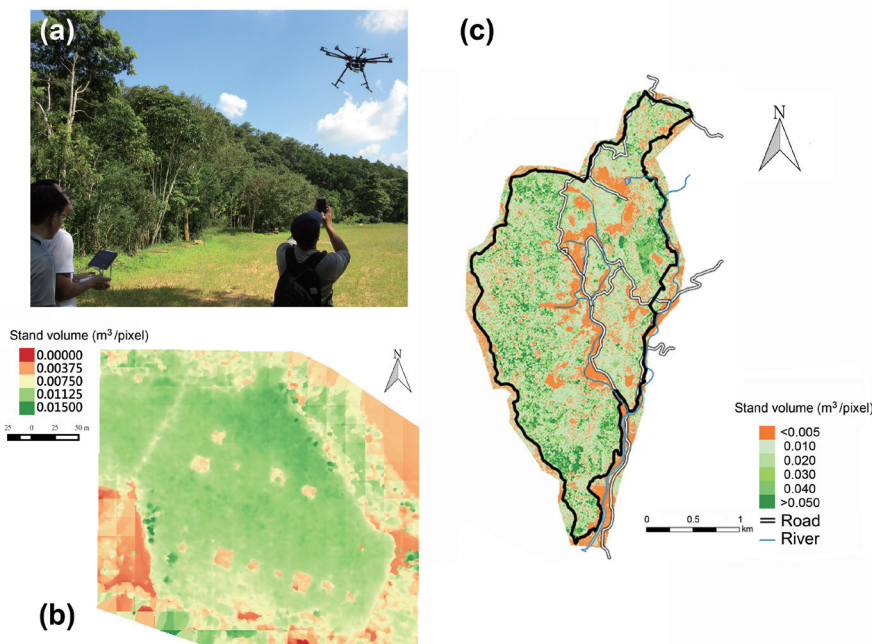 (a)
(c)
N
Stand volume (m³/pixel)
0.00000
0.00375
0.00750
0.01125
0.01500
25 0 25 50 m
N
(b)
Stand volume (m³/pixel)
<0.005
0.010
0.020
0.030
0.040
>0.050
Road
River
0 0.5 1
km